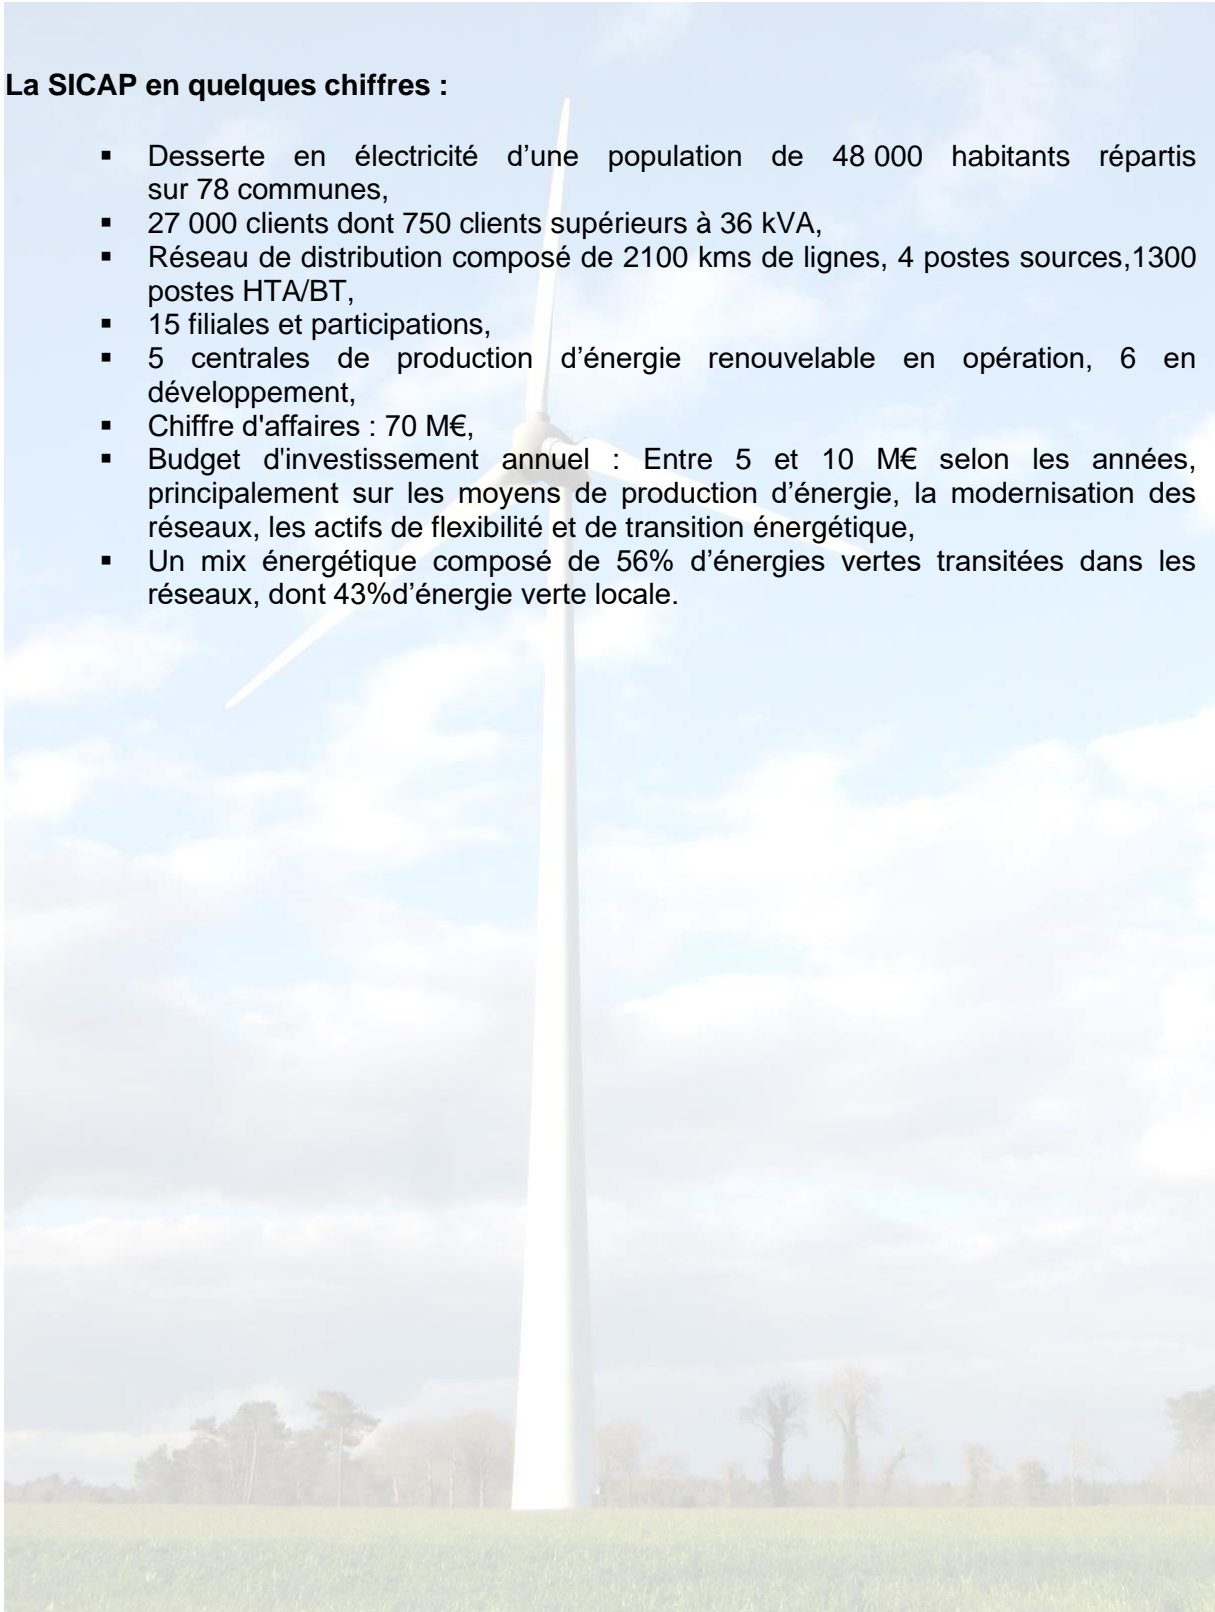 La SICAP en quelques chiffres :
▪ Desserte en électricité d’une population de 48 000 habitants répartis
sur 78 communes,
▪ 27 000 clients dont 750 clients supérieurs à 36 kVA,
▪ Réseau de distribution composé de 2100 kms de lignes, 4 postes sources,1300
postes HTA/BT,
▪ 15 filiales et participations,
▪ 5 centrales de production d’énergie renouvelable en opération, 6 en
développement,
▪ Chiffre d'affaires : 70 M€,
▪ Budget d'investissement annuel : Entre 5 et 10 M€ selon les années,
principalement sur les moyens de production d’énergie, la modernisation des
réseaux, les actifs de flexibilité et de transition énergétique,
▪ Un mix énergétique composé de 56% d’énergies vertes transitées dans les
réseaux, dont 43%d’énergie verte locale.